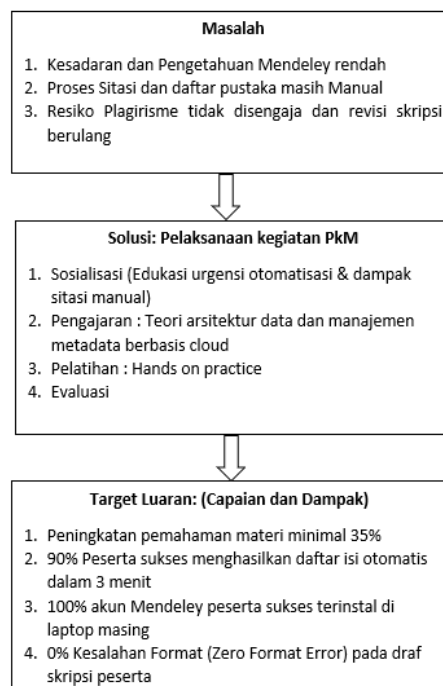 Masalah
1. Kesadaran dan Pengetahuan Mendeley rendah
2. Proses Sitasi dan daftar pustaka masih Manual
3. Resiko Plagirisme tidak disengaja dan revisi skripsi
berulang
Solusi: Pelaksanaan kegiatan PkM
1. Sosialisasi (Edukasi urgensi otomatisasi & dampak
sitasi manual)
2. Pengajaran : Teori arsitektur data dan manajemen
metadata berbasis cloud
3. Pelatihan : Hands on practice
4. Evaluasi
Target Luaran: (Capaian dan Dampak)
1. Peningkatan pemahaman materi minimal 35%
2. 90% Peserta sukses menghasilkan daftar isi otomatis
dalam 3 menit
3. 100% akun Mendeley peserta sukses terinstal di
laptop masing
4. 0% Kesalahan Format (Zero Format Error) pada draf
skripsi peserta